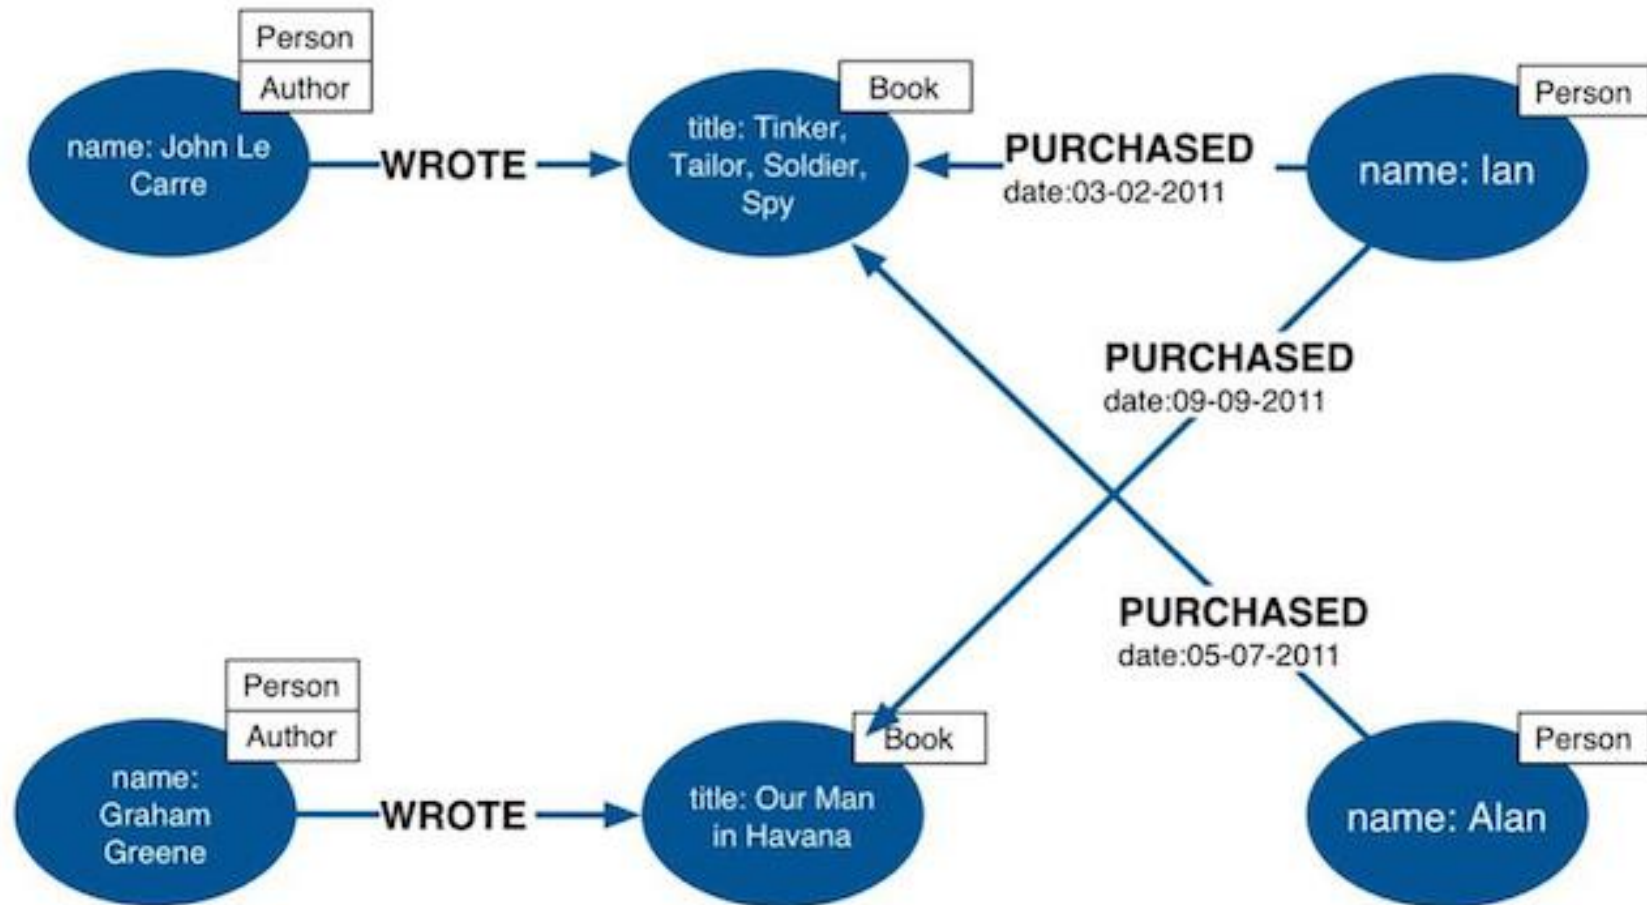 Person
Author
name: John Le
Carre
WROTE
Book
title: Tinker,
Tailor, Soldier,
Spy
PURCHASED
date:03-02-2011
Person
name: Ian
PURCHASED
date:09-09-2011
PURCHASED
date:05-07-2011
Person
Author
name:
Graham
Greene
WROTE
Book
title: Our Man
in Havana
Person
name: Alan